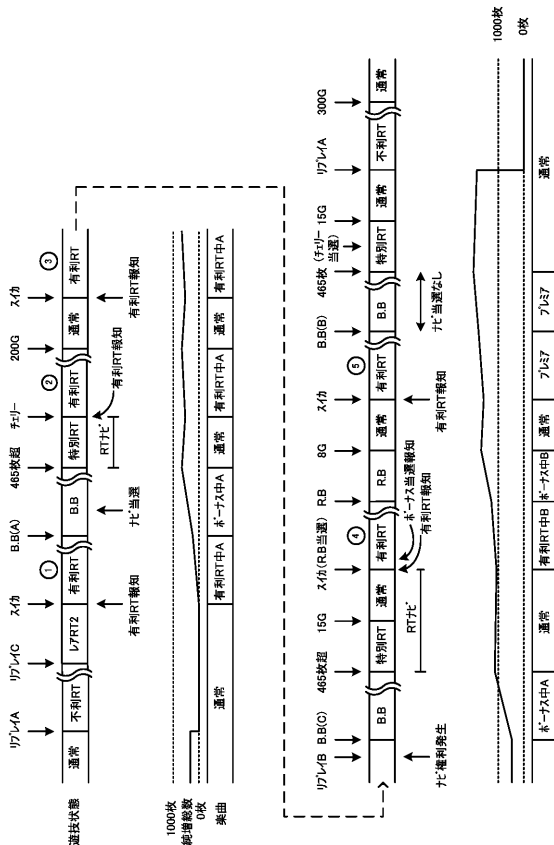 リプレイA リプレイC スイカ B.B(A) 465枚超 チェリー 200G スイカ
① ② ③
遊技状態 通常 不利RT レアRT2 有利RT B.B 特別RT 有利RT 通常 有利RT
有利RT報知 ナビ当選 RTナビ 有利RT報知 有利RT報知
1000枚
純増総数
0枚
楽曲 通常 有利RT中A ボーナス中A 通常 有利RT中A 通常 有利RT中A
リプレイB B.B(C) 465枚超 15G スイカ(R.B当選) R.B 8G スイカ B.B(B) 465枚 (チェリー当選) 15G リプレイA 300G
④ ⑤
B.B 特別RT 通常 有利RT R.B 通常 有利RT B.B 特別RT 通常 不利RT 通常
ナビ権利発生 RTナビ ボーナス当選報知 有利RT報知 有利RT報知 ナビ当選なし
1000枚
0枚
ボーナス中A 通常 有利RT中B ボーナス中B 通常 プレミア プレミア 通常